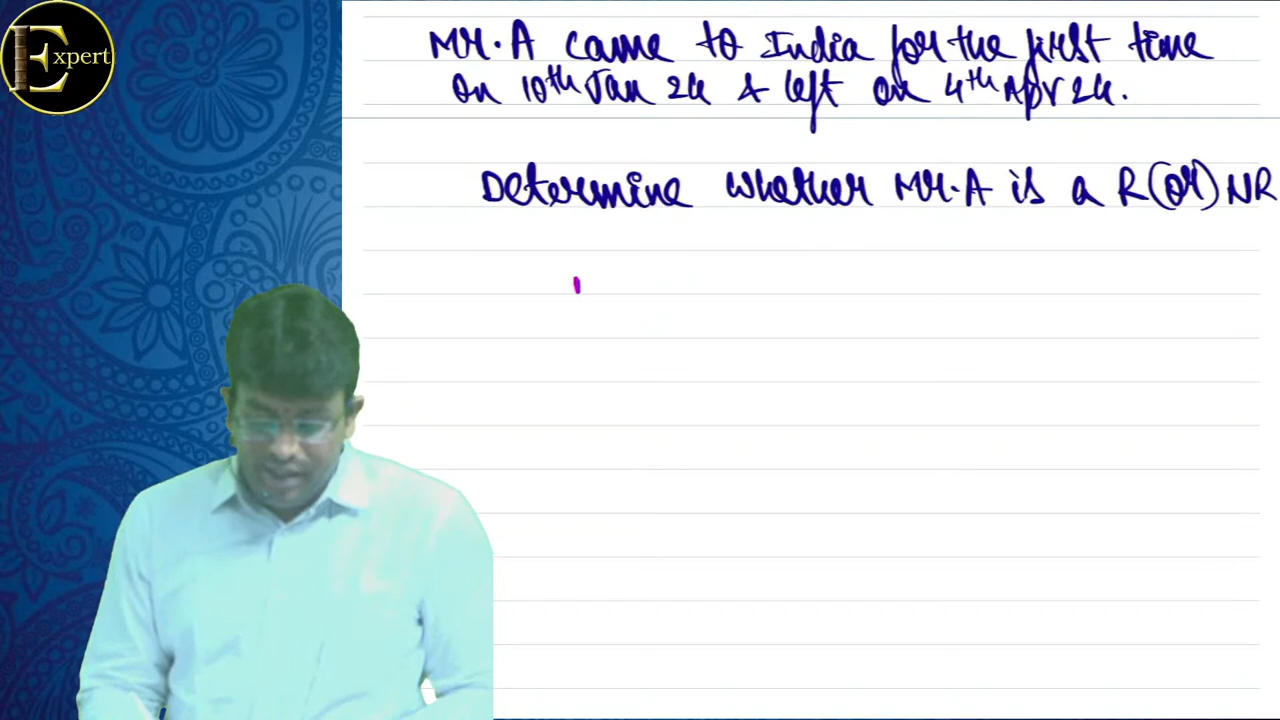 Expert
Mr. A came to India for the first time
on 10th Jan 24 & left on 4th Apr 24.
Determine whether Mr. A is a R (or) NR